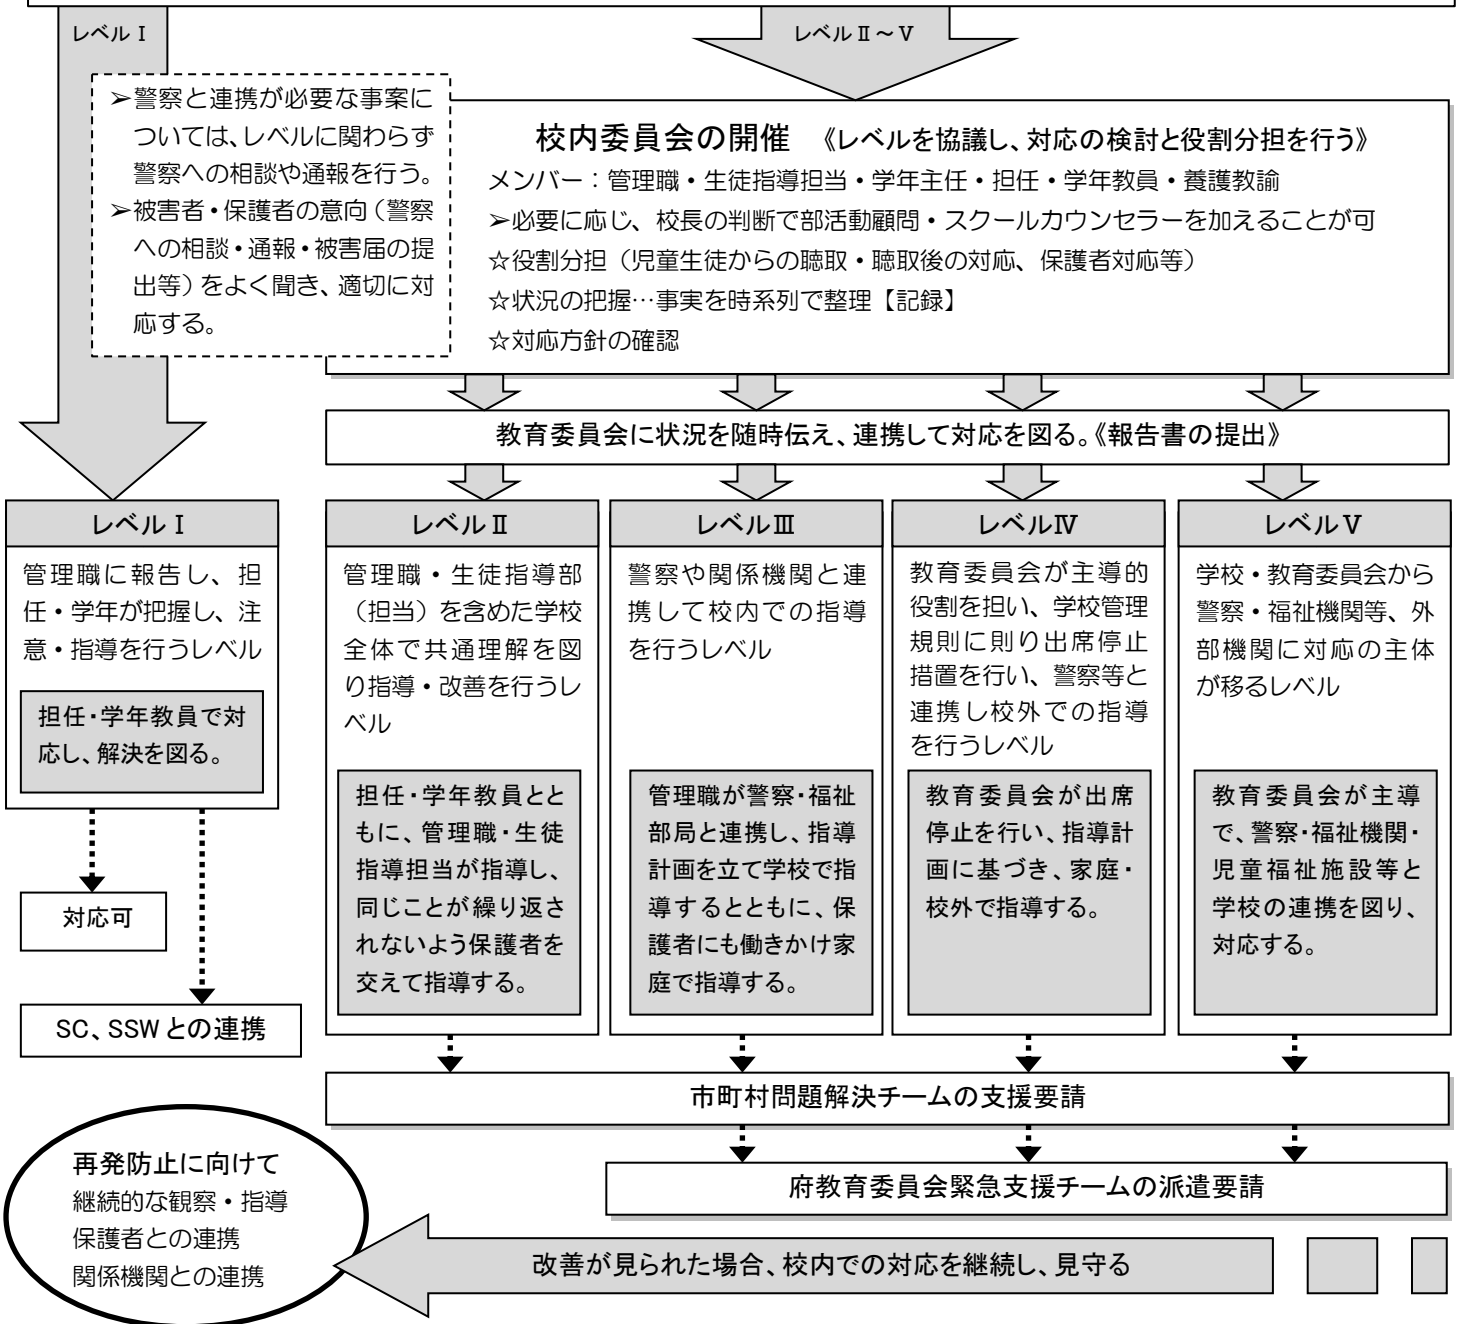 レベルⅠ
レベルⅡ～Ⅴ
➢警察と連携が必要な事案に
ついては、レベルに関わらず
警察への相談や通報を行う。
➢被害者・保護者の意向（警察
への相談・通報・被害届の提
出等）をよく聞き、適切に対
応する。
校内委員会の開催 《レベルを協議し、対応の検討と役割分担を行う》
メンバー：管理職・生徒指導担当・学年主任・担任・学年教員・養護教諭
➢必要に応じ、校長の判断で部活動顧問・スクールカウンセラーを加えることが可
☆役割分担（児童生徒からの聴取・聴取後の対応、保護者対応等）
☆状況の把握…事実を時系列で整理【記録】
☆対応方針の確認
教育委員会に状況を随時伝え、連携して対応を図る。《報告書の提出》
レベルⅠ
管理職に報告し、担
任・学年が把握し、注
意・指導を行うレベル
担任・学年教員で対
応し、解決を図る。
対応可
SC、SSWとの連携
レベルⅡ
管理職・生徒指導部
（担当）を含めた学校
全体で共通理解を図
り指導・改善を行うレ
ベル
担任・学年教員とと
もに、管理職・生徒
指導担当が指導し、
同じことが繰り返さ
れないよう保護者を
交えて指導する。
レベルⅢ
警察や関係機関と連
携して校内での指導
を行うレベル
管理職が警察・福祉
部局と連携し、指導
計画を立て学校で指
導するとともに、保
護者にも働きかけ家
庭で指導する。
レベルⅣ
教育委員会が主導的
役割を担い、学校管理
規則に則り出席停止
措置を行い、警察等と
連携し校外での指導
を行うレベル
教育委員会が出席
停止を行い、指導計
画に基づき、家庭・
校外で指導する。
レベルⅤ
学校・教育委員会から
警察・福祉機関等、外
部機関に対応の主体
が移るレベル
教育委員会が主導
で、警察・福祉機関・
児童福祉施設等と
学校の連携を図り、
対応する。
市町村問題解決チームの支援要請
府教育委員会緊急支援チームの派遣要請
再発防止に向けて
継続的な観察・指導
保護者との連携
関係機関との連携
改善が見られた場合、校内での対応を継続し、見守る